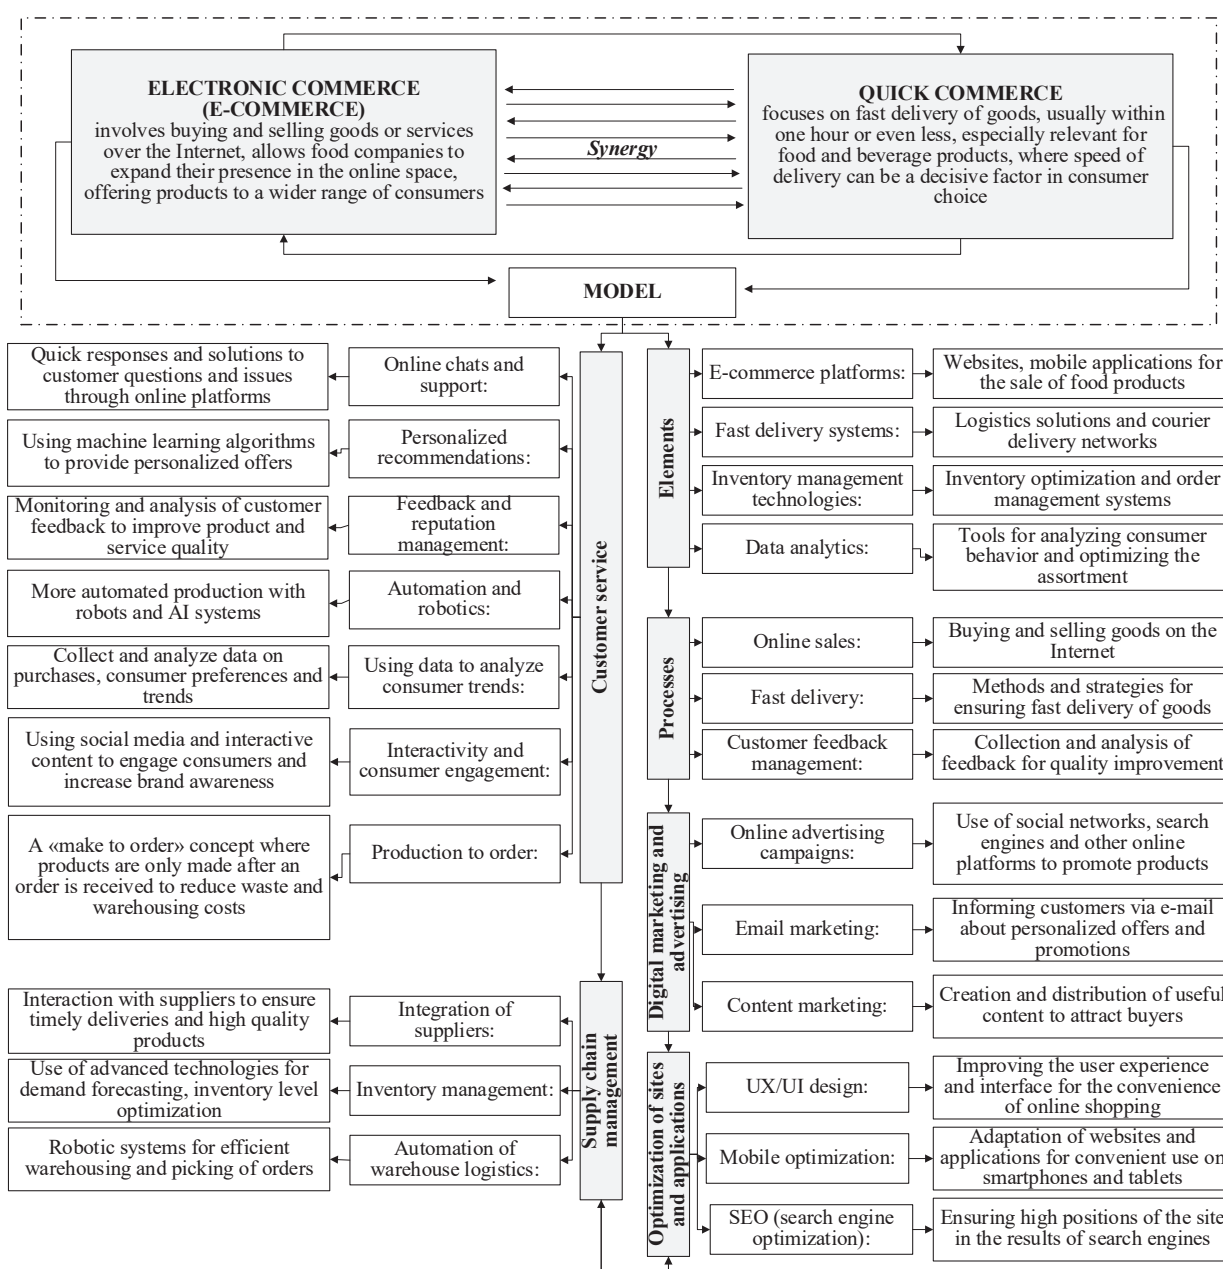 ELECTRONIC COMMERCE
(E-COMMERCE)
involves buying and selling goods or services
over the Internet, allows food companies to
expand their presence in the online space,
offering products to a wider range of consumers
Synergy
QUICK COMMERCE
focuses on fast delivery of goods, usually within
one hour or even less, especially relevant for
food and beverage products, where speed of
delivery can be a decisive factor in consumer
choice
MODEL
Customer service
Online chats and
support:
Quick responses and solutions to
customer questions and issues
through online platforms
Personalized
recommendations:
Using machine learning algorithms
to provide personalized offers
Feedback and
reputation
management:
Monitoring and analysis of customer
feedback to improve product and
service quality
Automation and
robotics:
More automated production with
robots and AI systems
Using data to analyze
consumer trends:
Collect and analyze data on
purchases, consumer preferences and
trends
Interactivity and
consumer engagement:
Using social media and interactive
content to engage consumers and
increase brand awareness
Production to order:
A «make to order» concept where
products are only made after an
order is received to reduce waste and
warehousing costs
Supply chain
management
Integration of
suppliers:
Interaction with suppliers to ensure
timely deliveries and high quality
products
Inventory management:
Use of advanced technologies for
demand forecasting, inventory level
optimization
Automation of
warehouse logistics:
Robotic systems for efficient
warehousing and picking of orders
Elements
E-commerce platforms:
Websites, mobile applications for
the sale of food products
Fast delivery systems:
Logistics solutions and courier
delivery networks
Inventory management
technologies:
Inventory optimization and order
management systems
Data analytics:
Tools for analyzing consumer
behavior and optimizing the
assortment
Processes
Online sales:
Buying and selling goods on the
Internet
Fast delivery:
Methods and strategies for
ensuring fast delivery of goods
Customer feedback
management:
Collection and analysis of
feedback for quality improvement
Digital marketing and
advertising
Online advertising
campaigns:
Use of social networks, search
engines and other online
platforms to promote products
Email marketing:
Informing customers via e-mail
about personalized offers and
promotions
Content marketing:
Creation and distribution of useful
content to attract buyers
Optimization of sites
and applications
UX/UI design:
Improving the user experience
and interface for the convenience
of online shopping
Mobile optimization:
Adaptation of websites and
applications for convenient use on
smartphones and tablets
SEO (search engine
optimization):
Ensuring high positions of the site
in the results of search engines